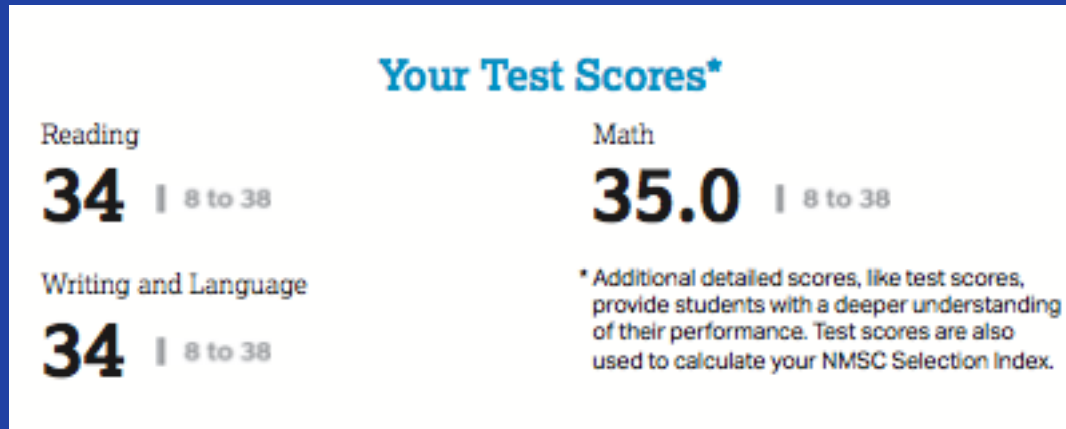 Your Test Scores*
Reading
34 | 8 to 38
Writing and Language
34 | 8 to 38
Math
35.0 | 8 to 38
* Additional detailed scores, like test scores,
provide students with a deeper understanding
of their performance. Test scores are also
used to calculate your NMSC Selection Index.